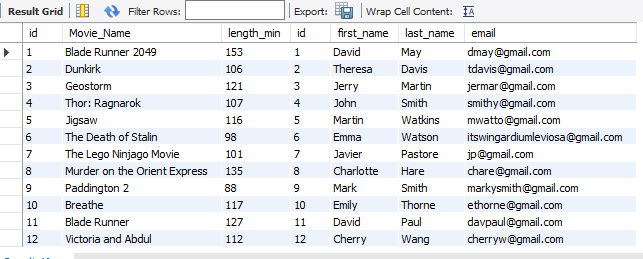 Result Grid Filter Rows: Export: Wrap Cell Content:
id Movie_Name length_min id first_name last_name email
1 Blade Runner 2049 153 1 David May dmay@gmail.com
2 Dunkirk 106 2 Theresa Davis tdavis@gmail.com
3 Geostorm 121 3 Jerry Martin jermar@gmail.com
4 Thor: Ragnarok 107 4 John Smith smithy@gmail.com
5 Jigsaw 116 5 Martin Watkins mwatto@gmail.com
6 The Death of Stalin 98 6 Emma Watson itswingardiumleviosa@gmail.com
7 The Lego Ninjago Movie 101 7 Javier Pastore jp@gmail.com
8 Murder on the Orient Express 135 8 Charlotte Hare chare@gmail.com
9 Paddington 2 88 9 Mark Smith markysmith@gmail.com
10 Breathe 117 10 Emily Thorne ethorne@gmail.com
11 Blade Runner 127 11 David Paul davpaul@gmail.com
12 Victoria and Abdul 112 12 Cherry Wang cherryw@gmail.com